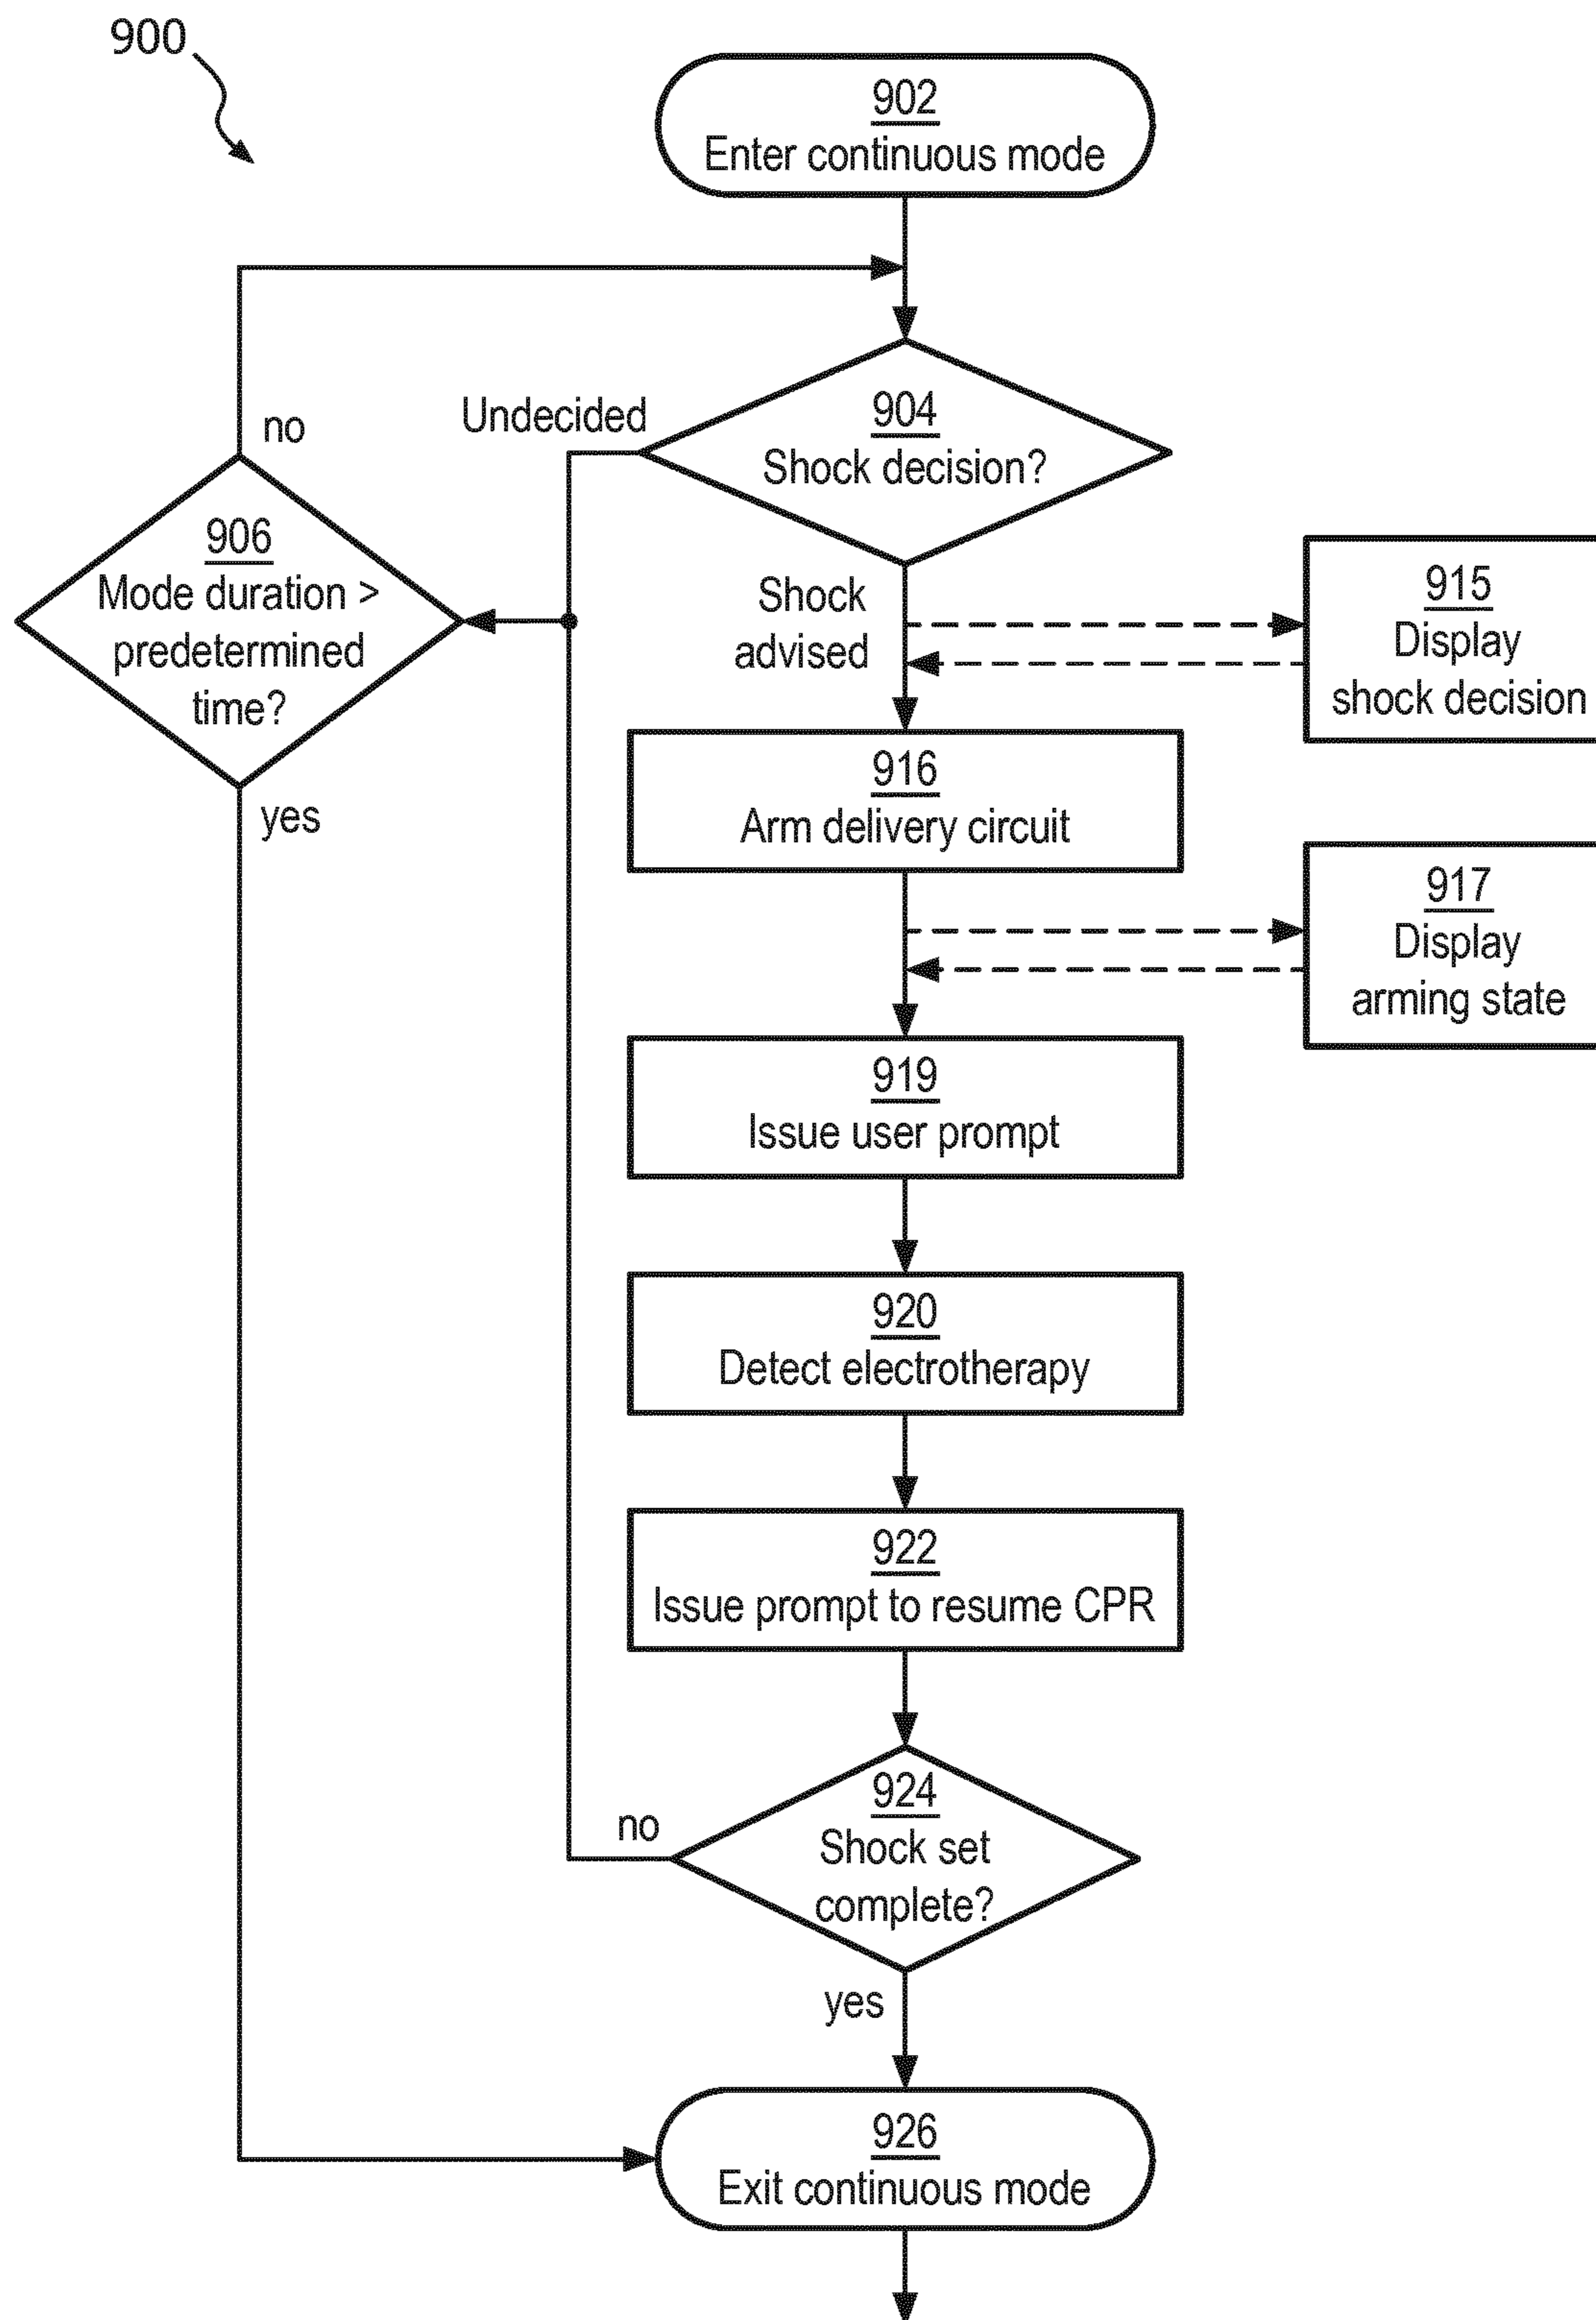 900
902
Enter continuous mode
904
Shock decision?
Undecided
no
906
Mode duration >
predetermined
time?
yes
Shock
advised
915
Display
shock decision
916
Arm delivery circuit
917
Display
arming state
919
Issue user prompt
920
Detect electrotherapy
922
Issue prompt to resume CPR
924
Shock set
complete?
no
yes
926
Exit continuous mode